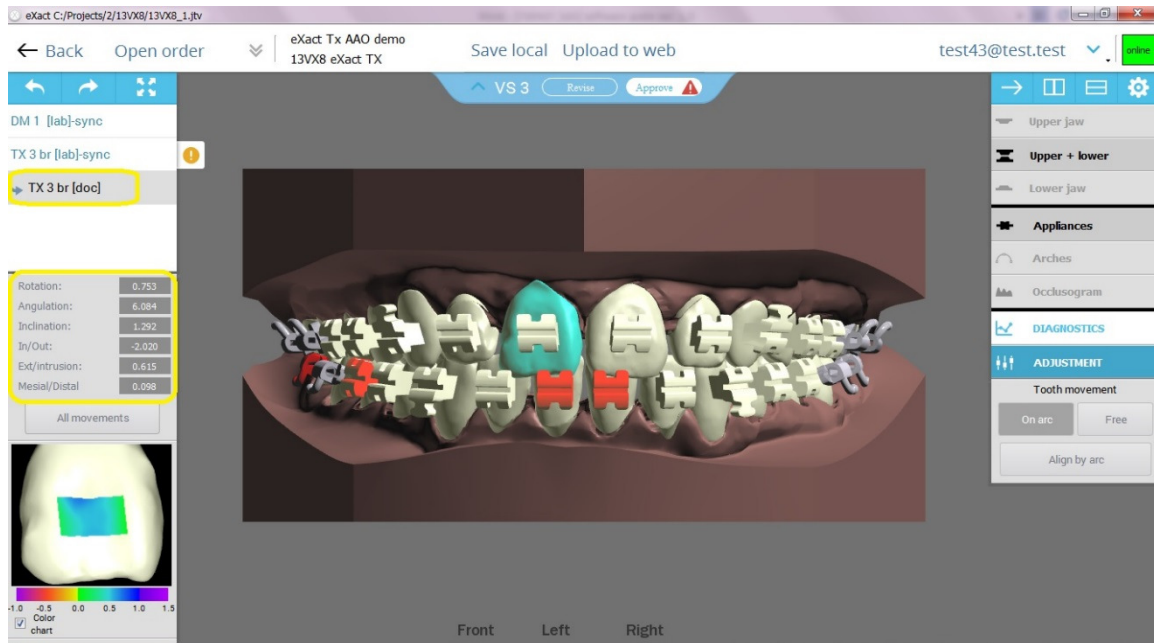 eXact C:/Projects/2/13VX8/13VX8_1.jtv
Back
Open order
eXact Tx AAO demo
13VX8 eXact TX
Save local
Upload to web
test43@test.test
online
VS 3
Revise
Approve
DM 1 [lab]-sync
TX 3 br [lab]-sync
TX 3 br [doc]
Rotation: 0.753
Angulation: 6.084
Inclination: 1.292
In/Out: -2.020
Ext/intrusion: 0.615
Mesial/Distal 0.098
All movements
-1.0 -0.5 0.0 0.5 1.0 1.5
Color
chart
Front Left Right
Upper jaw
Upper + lower
Lower jaw
Appliances
Arches
Occlusogram
DIAGNOSTICS
ADJUSTMENT
Tooth movement
On arc
Free
Align by arc